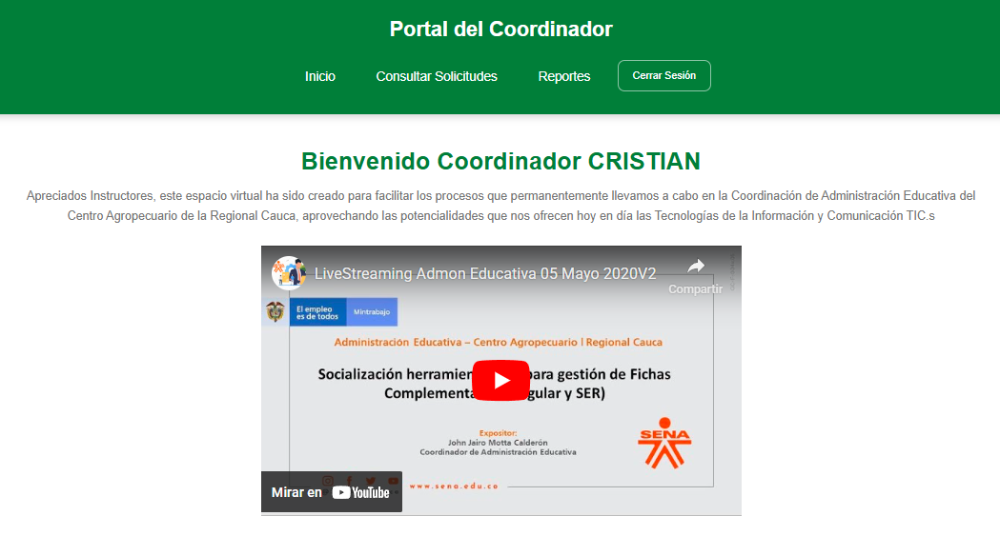 Portal del Coordinador
Inicio
Consultar Solicitudes
Reportes
Cerrar Sesión
Bienvenido Coordinador CRISTIAN
Apreciados Instructores, este espacio virtual ha sido creado para facilitar los procesos que permanentemente llevamos a cabo en la Coordinación de Administración Educativa del
Centro Agropecuario de la Regional Cauca, aprovechando las potencialidades que nos ofrecen hoy en día las Tecnologías de la Información y Comunicación TIC.s
LiveStreaming Admon Educativa 05 Mayo 2020V2
Compartir
El empleo
es de todos
Mintrabajo
Administración Educativa – Centro Agropecuario I Regional Cauca
Socialización para gestión de Fichas
y SER)
Expositor:
John Jairo Motta Calderón
Coordinador de Administración Educativa
SENA
www.sena.edu.co
Mirar en YouTube